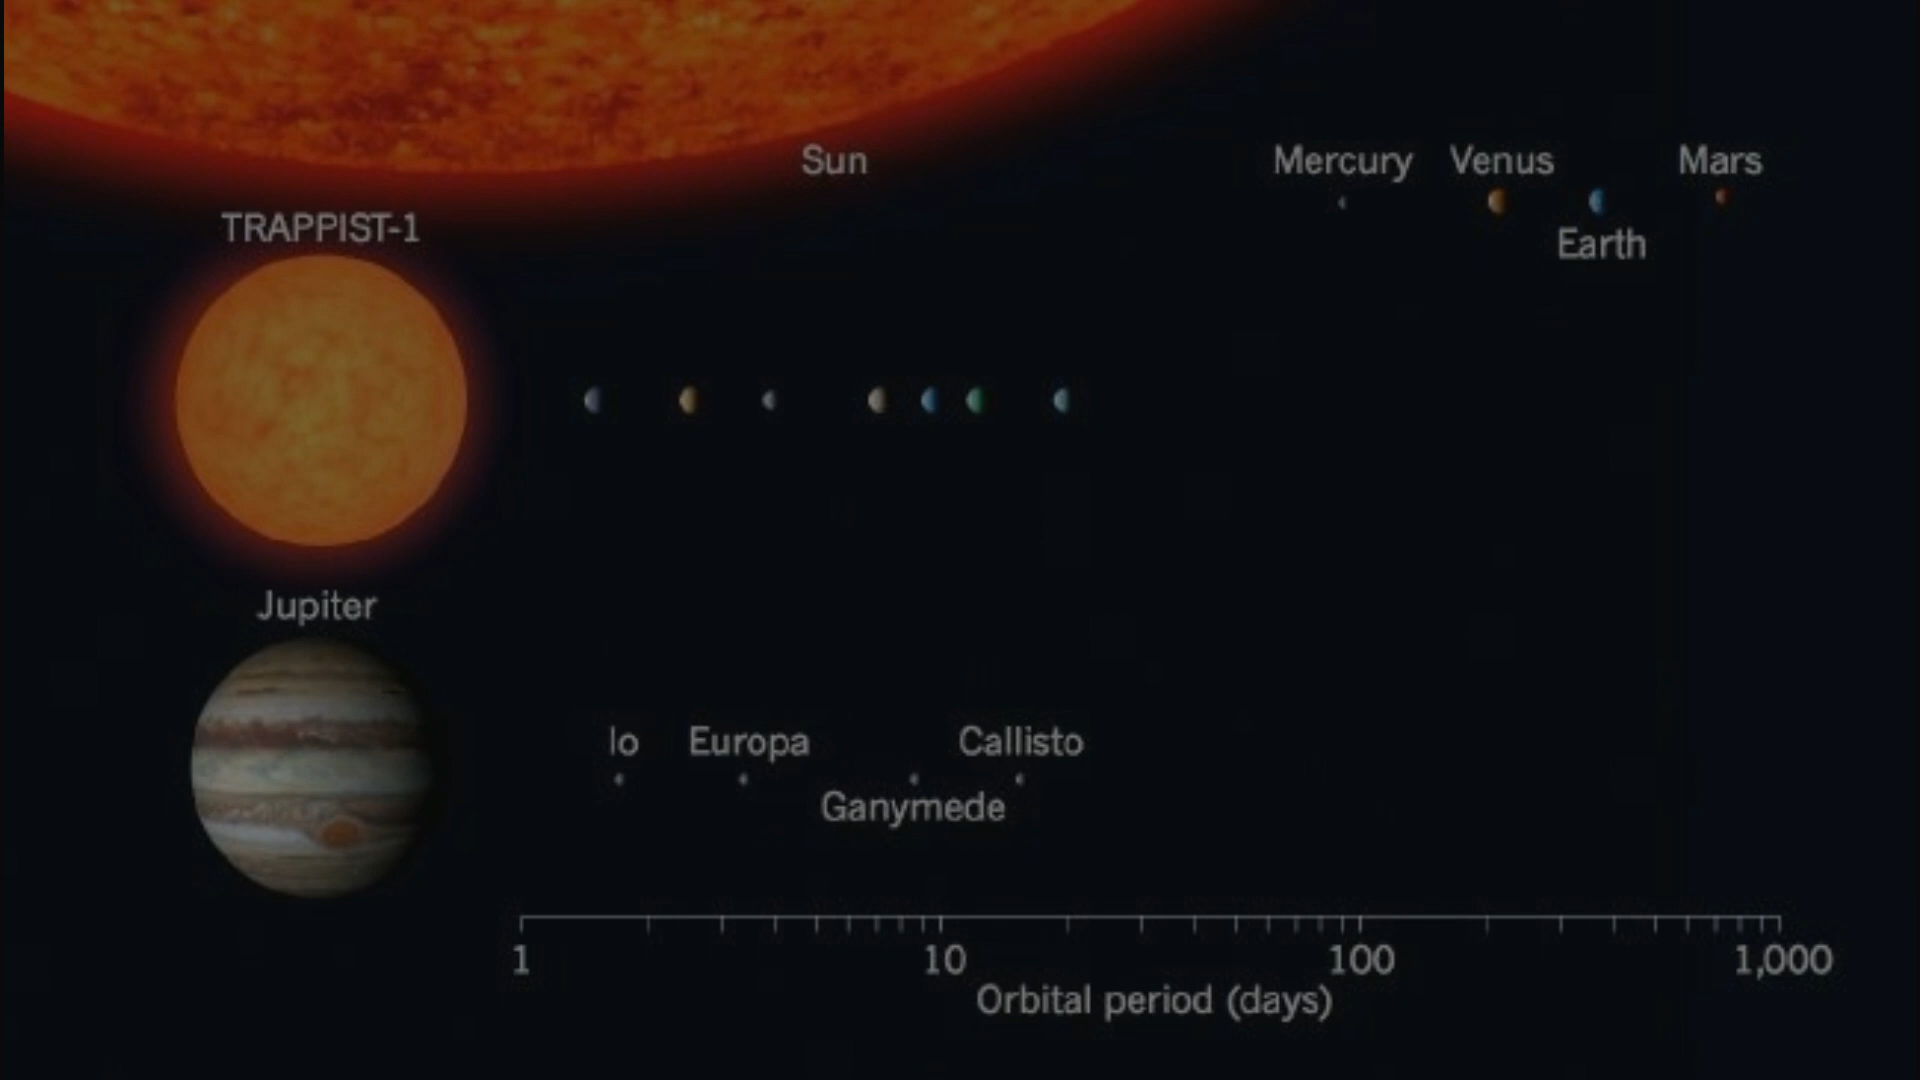 Sun
Mercury Venus Mars
Earth
TRAPPIST-1
Jupiter
Io Europa Callisto
Ganymede
1 10 100 1,000
Orbital period (days)